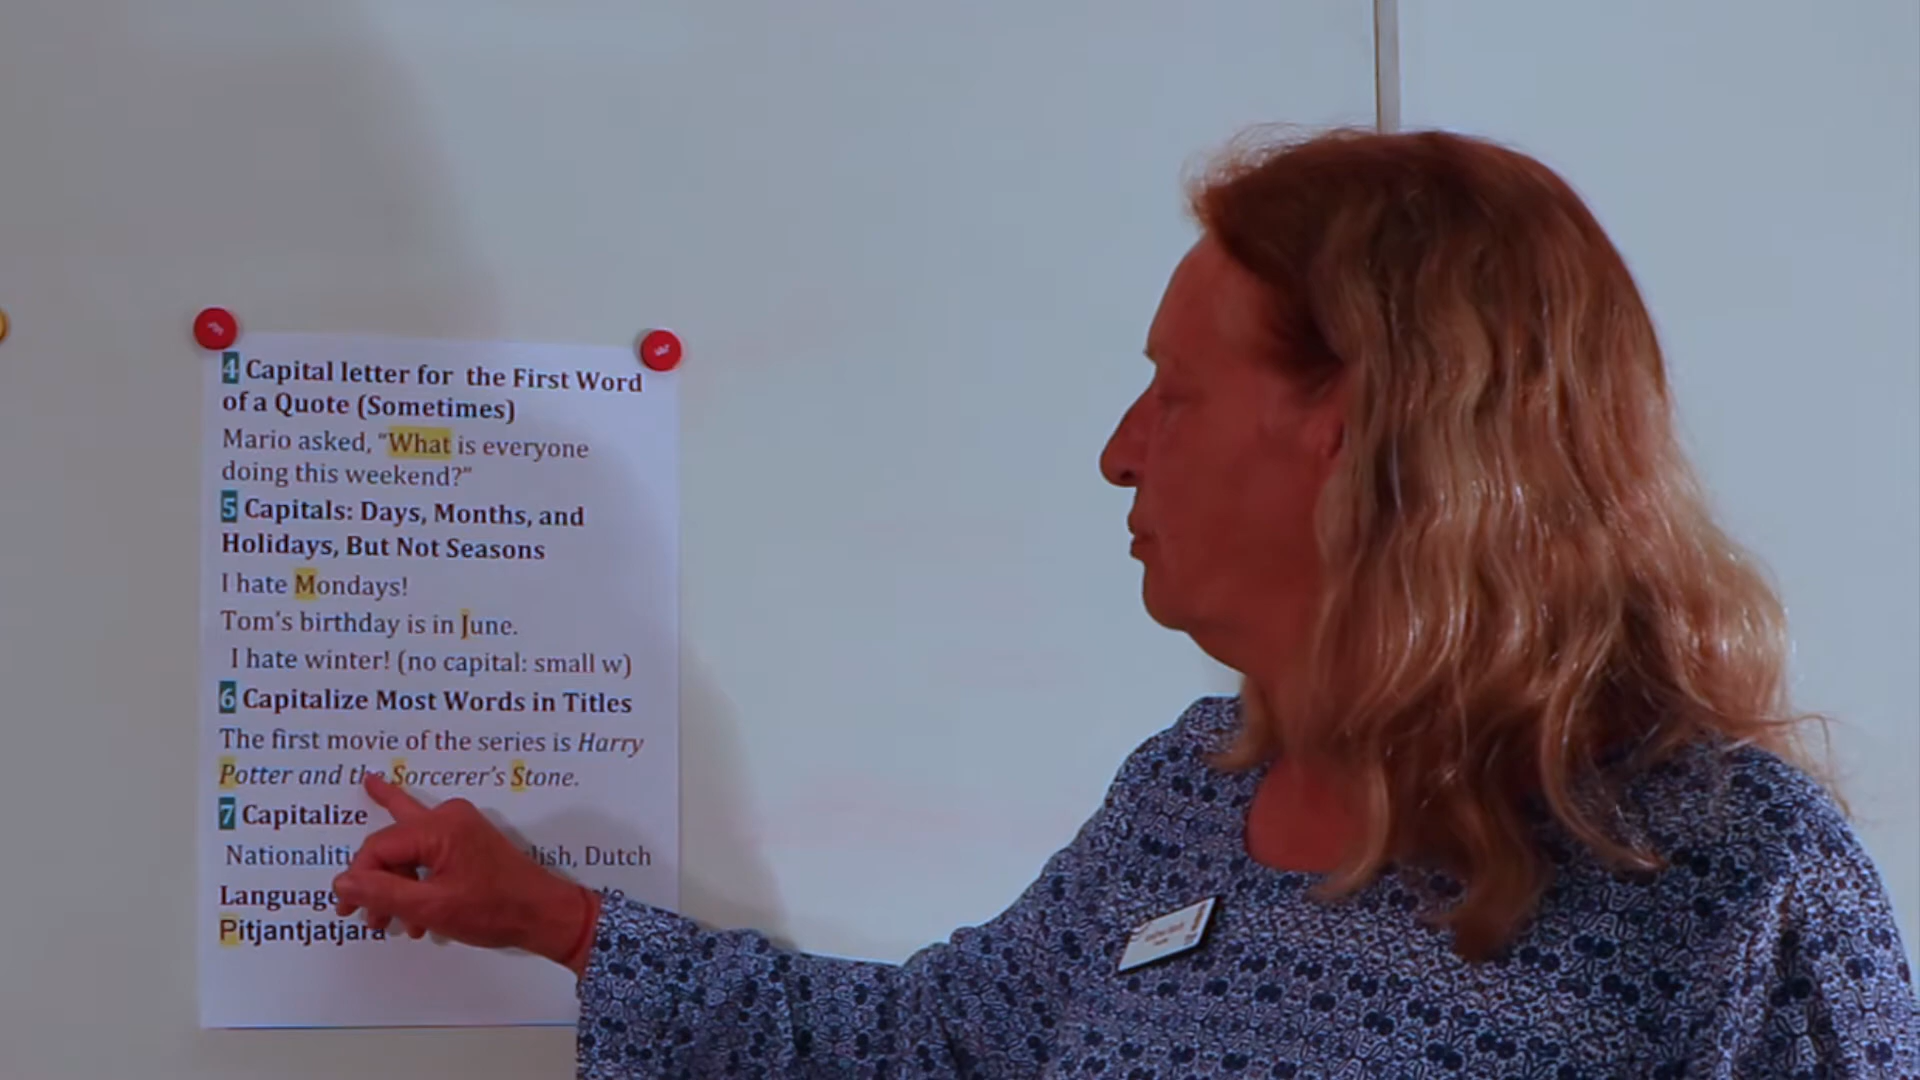 4 Capital letter for the First Word
of a Quote (Sometimes)
Mario asked, “What is everyone
doing this weekend?”
5 Capitals: Days, Months, and
Holidays, But Not Seasons
I hate Mondays!
Tom's birthday is in June.
I hate winter! (no capital: small w)
6 Capitalize Most Words in Titles
The first movie of the series is Harry
Potter and the Sorcerer’s Stone.
7 Capitalize
Dutch
Pitjantjatjara